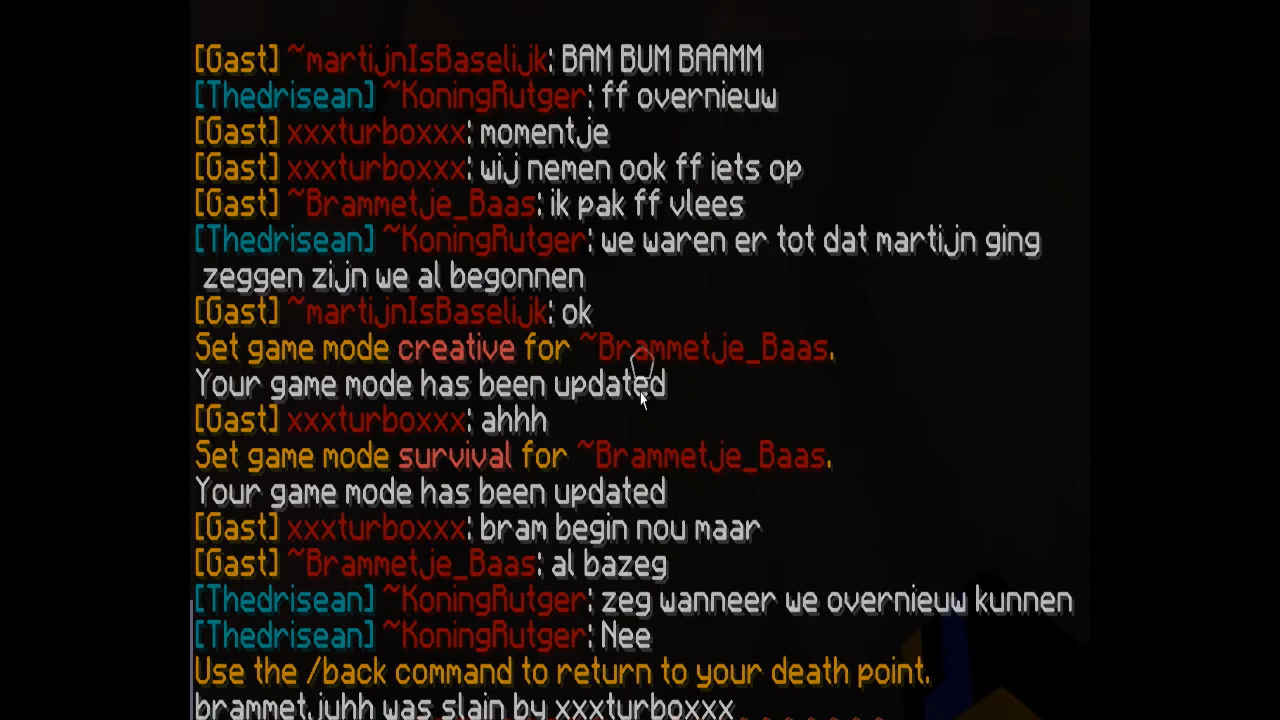 [Gast] ~martijnIsBaselijk: BAM BUM BAAMM
[Thedrisean] ~KoningRutger: ff overnieuw
[Gast] xxxturboxxx: momentje
[Gast] xxxturboxxx: wij nemen ook ff iets op
[Gast] ~Brammetje_Baas: ik pak ff vlees
[Thedrisean] ~KoningRutger: we waren er tot dat martijn ging
zeggen zijn we al begonnen
[Gast] ~martijnIsBaselijk: ok
Set game mode creative for ~Brammetje_Baas.
Your game mode has been updated
[Gast] xxxturboxxx: ahhh
Set game mode survival for ~Brammetje_Baas.
Your game mode has been updated
[Gast] xxxturboxxx: bram begin nou maar
[Gast] ~Brammetje_Baas: al bazeg
[Thedrisean] ~KoningRutger: zeg wanneer we overnieuw kunnen
[Thedrisean] ~KoningRutger: Nee
Use the /back command to return to your death point.
brammetjuhh was slain by xxxturboxxx